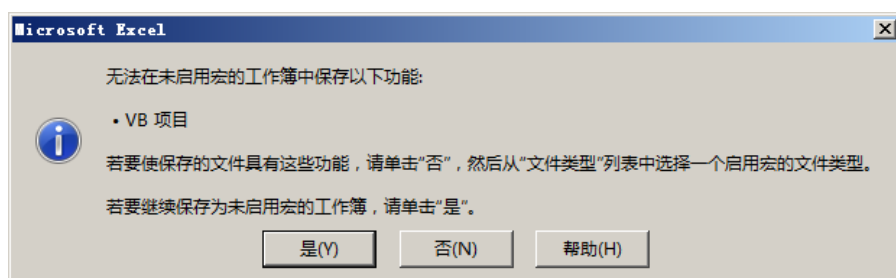 Microsoft Excel
无法在未启用宏的工作簿中保存以下功能:
• VB 项目
若要使保存的文件具有这些功能，请单击“否”，然后从“文件类型”列表中选择一个启用宏的文件类型。
若要继续保存为未启用宏的工作簿，请单击“是”。
是(Y) 否(N) 帮助(H)